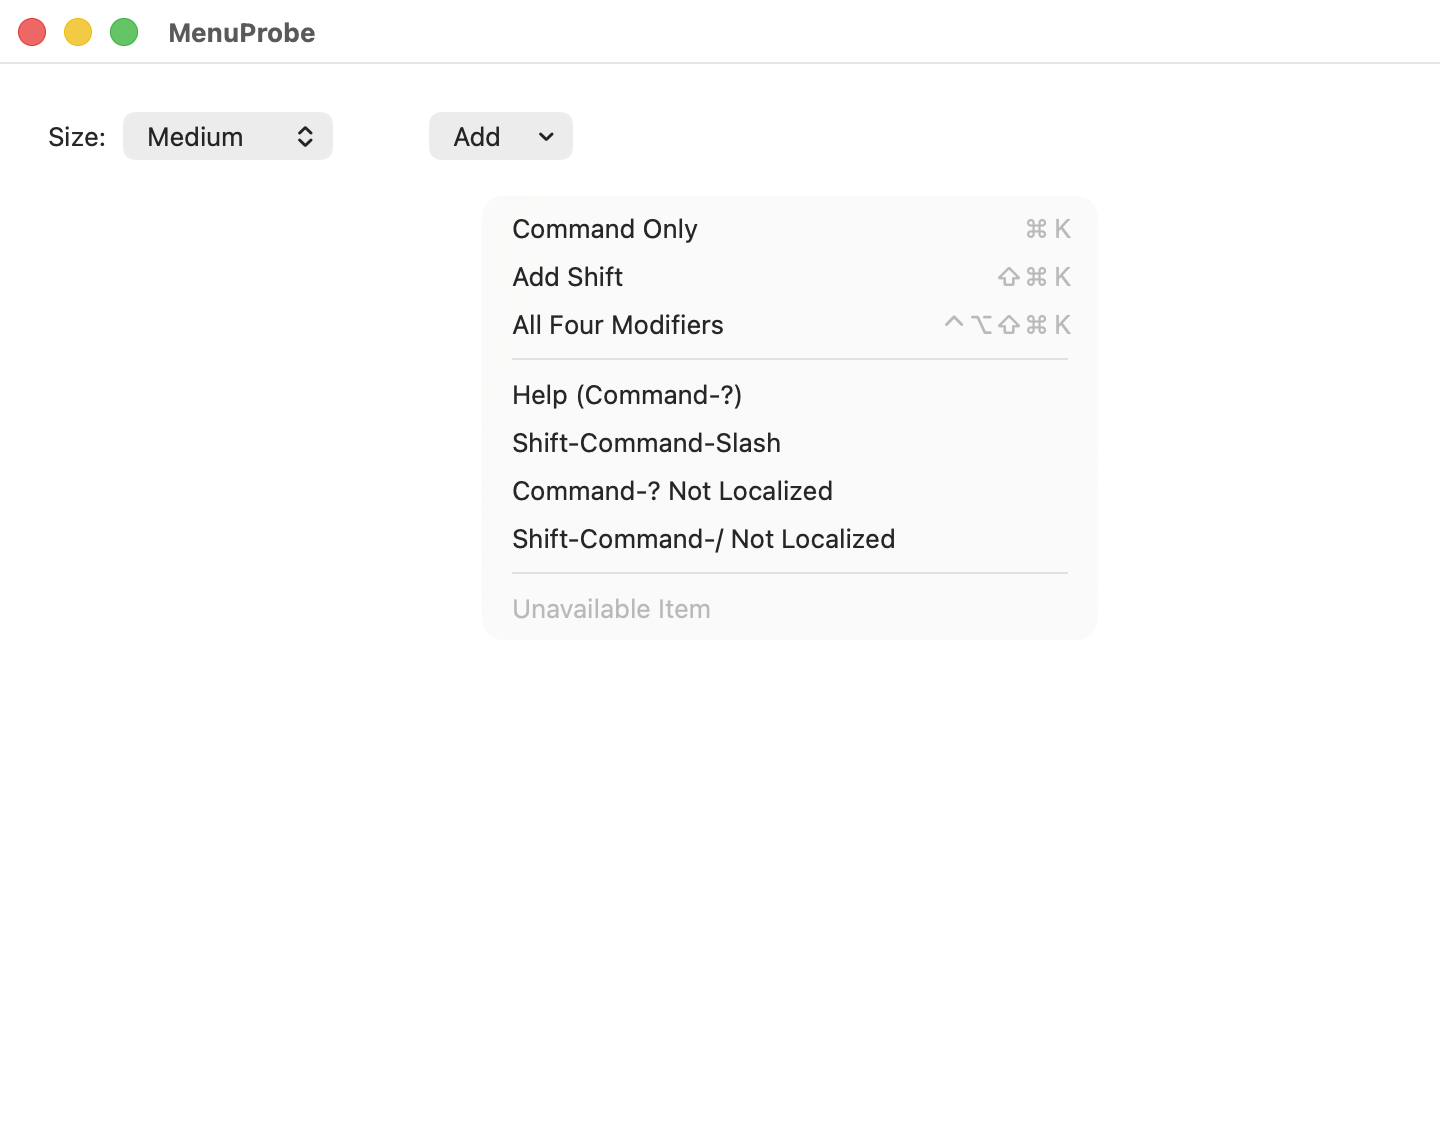 MenuProbe
Size: Medium Add
Command Only ⌘ K
Add Shift ⇧ ⌘ K
All Four Modifiers ^ ⌥ ⇧ ⌘ K
Help (Command-?)
Shift-Command-Slash
Command-? Not Localized
Shift-Command-/ Not Localized
Unavailable Item